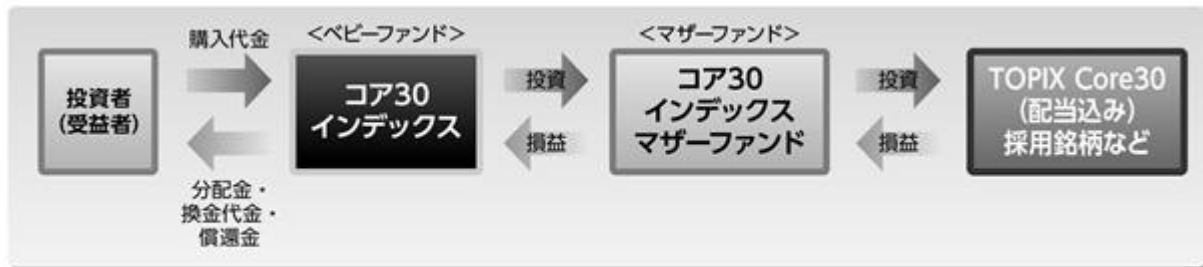 投資者
(受益者)
購入代金
分配金・
換金代金・
償還金
<ベビーファンド>
コア30
インデックス
投資
損益
<マザーファンド>
コア30
インデックス
マザーファンド
投資
損益
TOPIX Core30
(配当込み)
採用銘柄など